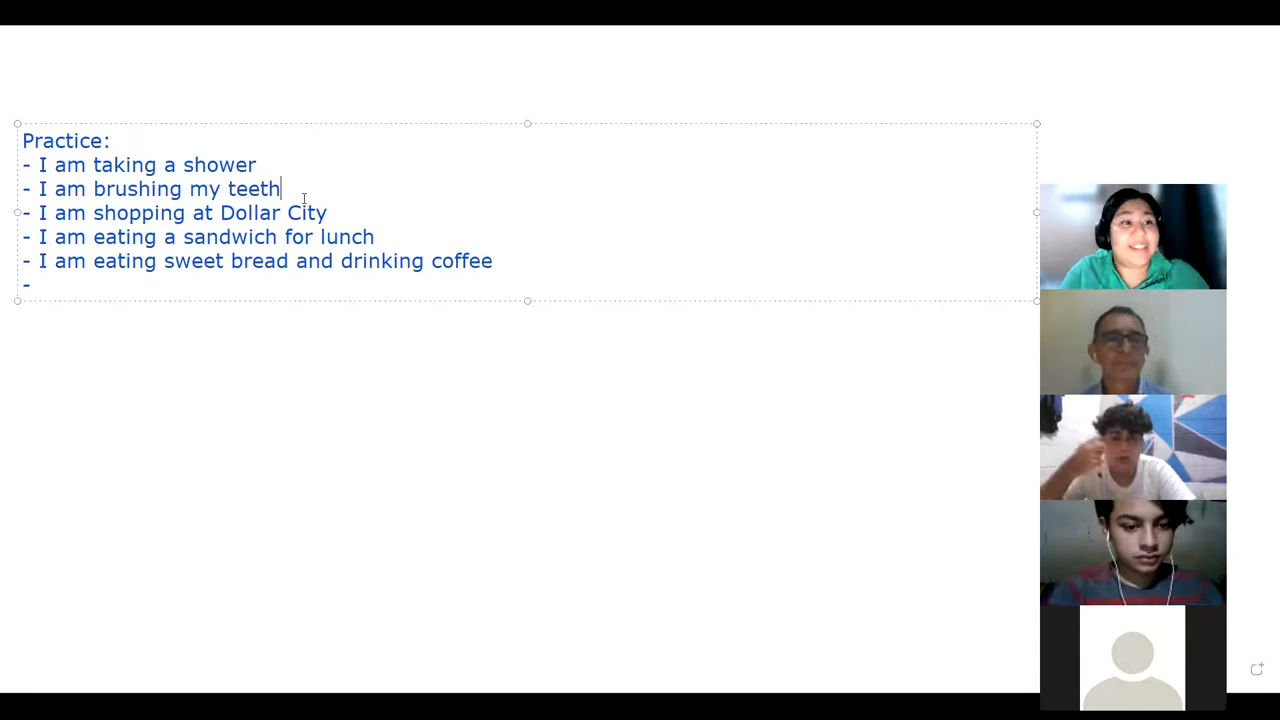 Practice:
- I am taking a shower
- I am brushing my teeth
- I am shopping at Dollar City
- I am eating a sandwich for lunch
- I am eating sweet bread and drinking coffee
-